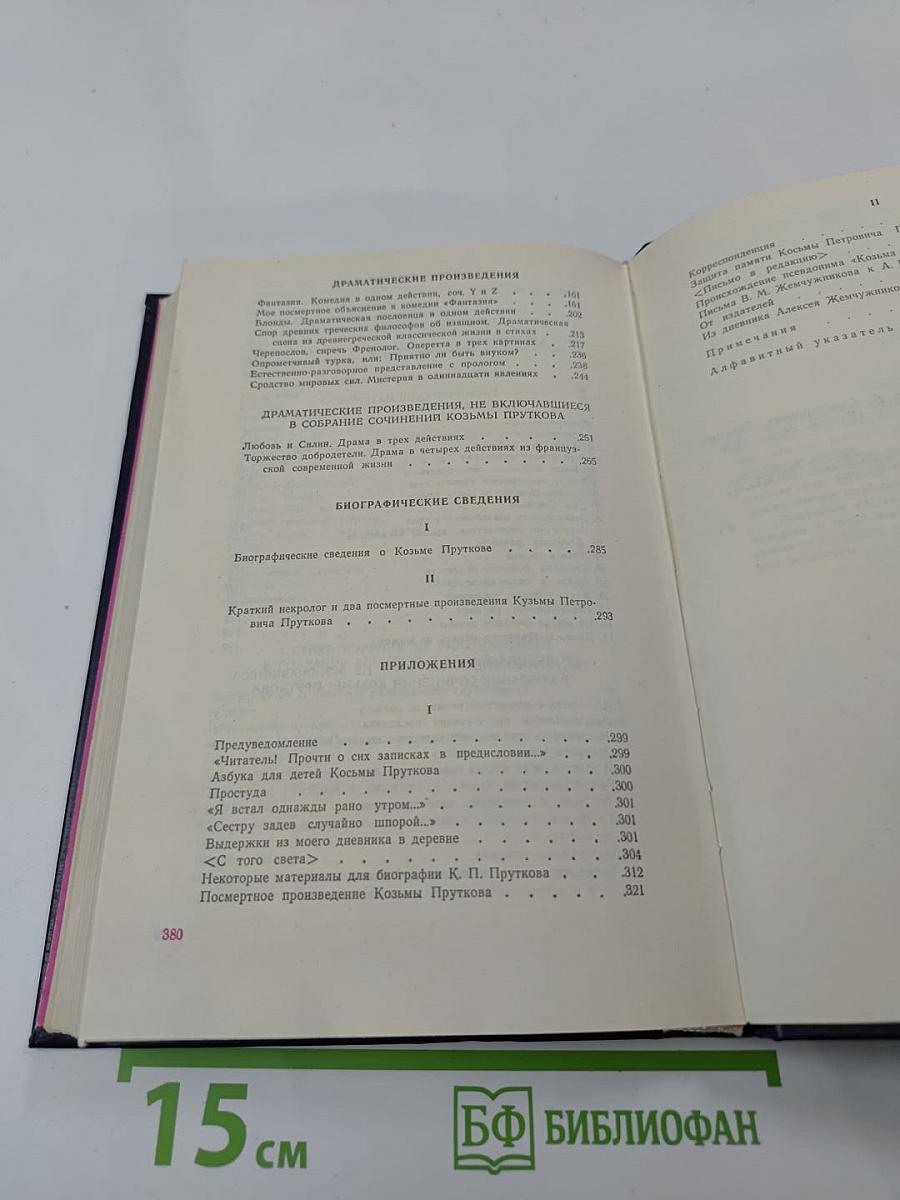 ДРАМАТИЧЕСКИЕ ПРОИЗВЕДЕНИЯ
Фантазия. Комедия в одном действии, соч. Y и Z . . . .161
Мое посмертное объяснение к комедии «Фантазия» . . .161
Блонды. Драматическая пословица в одном действии . .202
Спор древних греческих философов об изящном. Драматическая
сцена из древнегреческой классической жизни в стихах . .213
Черепослов, сиречь Френолог. Оперетта в трех картинах . .217
Опрометчивый турка, или: Приятно ли быть внуком? . . .236
Естественно-разговорное представление с прологом . . . .238
Сродство мировых сил. Мистерия в одиннадцати явлениях . .244
ДРАМАТИЧЕСКИЕ ПРОИЗВЕДЕНИЯ, НЕ ВКЛЮЧАВШИЕСЯ
В СОБРАНИЕ СОЧИНЕНИЙ КОЗЬМЫ ПРУТКОВА
Любовь и Силин. Драма в трех действиях . . . . .251
Торжество добродетели. Драма в четырех действиях из француз-
ской современной жизни . . . . . . . . .265
БИОГРАФИЧЕСКИЕ СВЕДЕНИЯ
I
Биографические сведения о Козьме Пруткове . . . . .285
II
Краткий некролог и два посмертные произведения Кузьмы Петро-
вича Пруткова . . . . . . . . . . . .293
ПРИЛОЖЕНИЯ
I
Предуведомление . . . . . . . . . . .299
«Читатель! Прочти о сих записках в предисловии...» . . .299
Азбука для детей Косьмы Пруткова . . . . . .300
Простуда . . . . . . . . . . . . .300
«Я встал однажды рано утром...» . . . . . . .301
«Сестру задев случайно шпорой...» . . . . . . .301
Выдержки из моего дневника в деревне . . . . . .301
<С того света> . . . . . . . . . . .304
Некоторые материалы для биографии К. П. Пруткова . . .312
Посмертное произведение Козьмы Пруткова . . . . . .321
380
II
Корреспонденция . . . . .
Защита памяти Косьмы Петровича
<Письмо в редакцию> . . . .
Происхождение псевдонима «Козьма
Письма В. М. Жемчужникова к А.
От издателей . . . . .
Из дневника Алексея
Примечания . . . . .
Алфавитный указатель
15 см
БФ БИБЛИОФАН